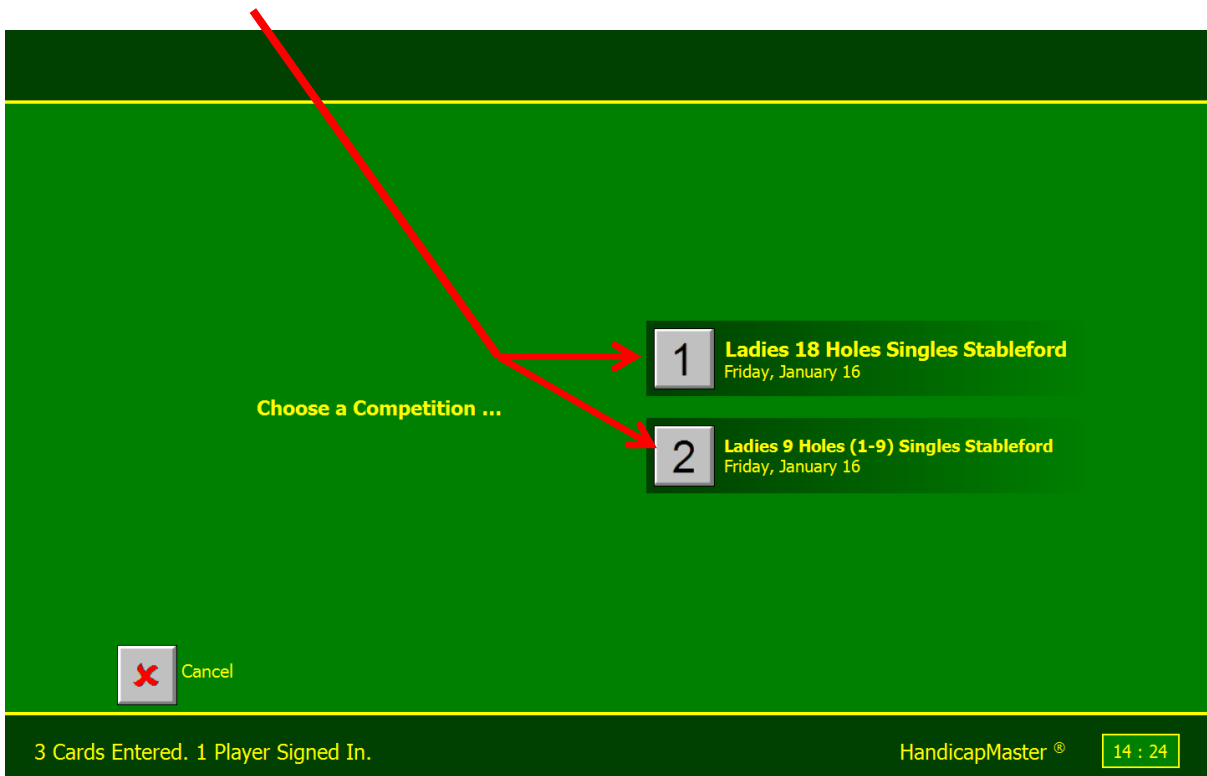 Choose a Competition ...
1
Ladies 18 Holes Singles Stableford
Friday, January 16
2
Ladies 9 Holes (1-9) Singles Stableford
Friday, January 16
Cancel
3 Cards Entered. 1 Player Signed In.
HandicapMaster ®
14 : 24